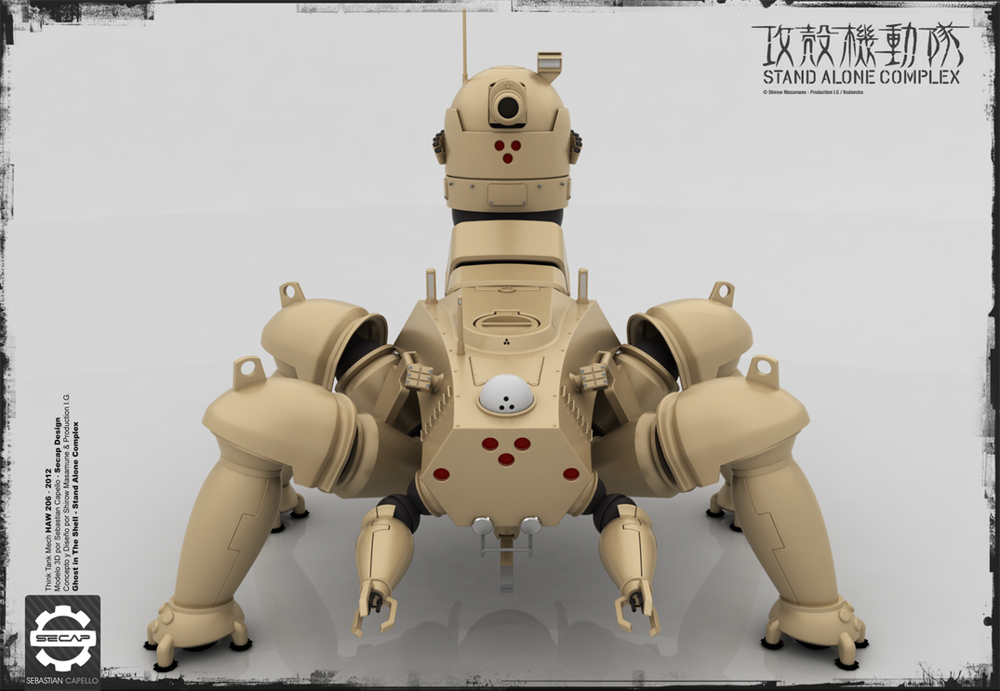 攻殻機動隊
STAND ALONE COMPLEX
© Shirow Masamune - Production I.G / Kodansha
Think Tank Mech HAW 206 - 2012
Modelo 3D por Sebastian Capello - Secap Design
Concepto y Diseño por Shirow Masamune & Production I.G.
Ghost in The Shell - Stand Alone Complex
SECAP
SEBASTIAN CAPELLO